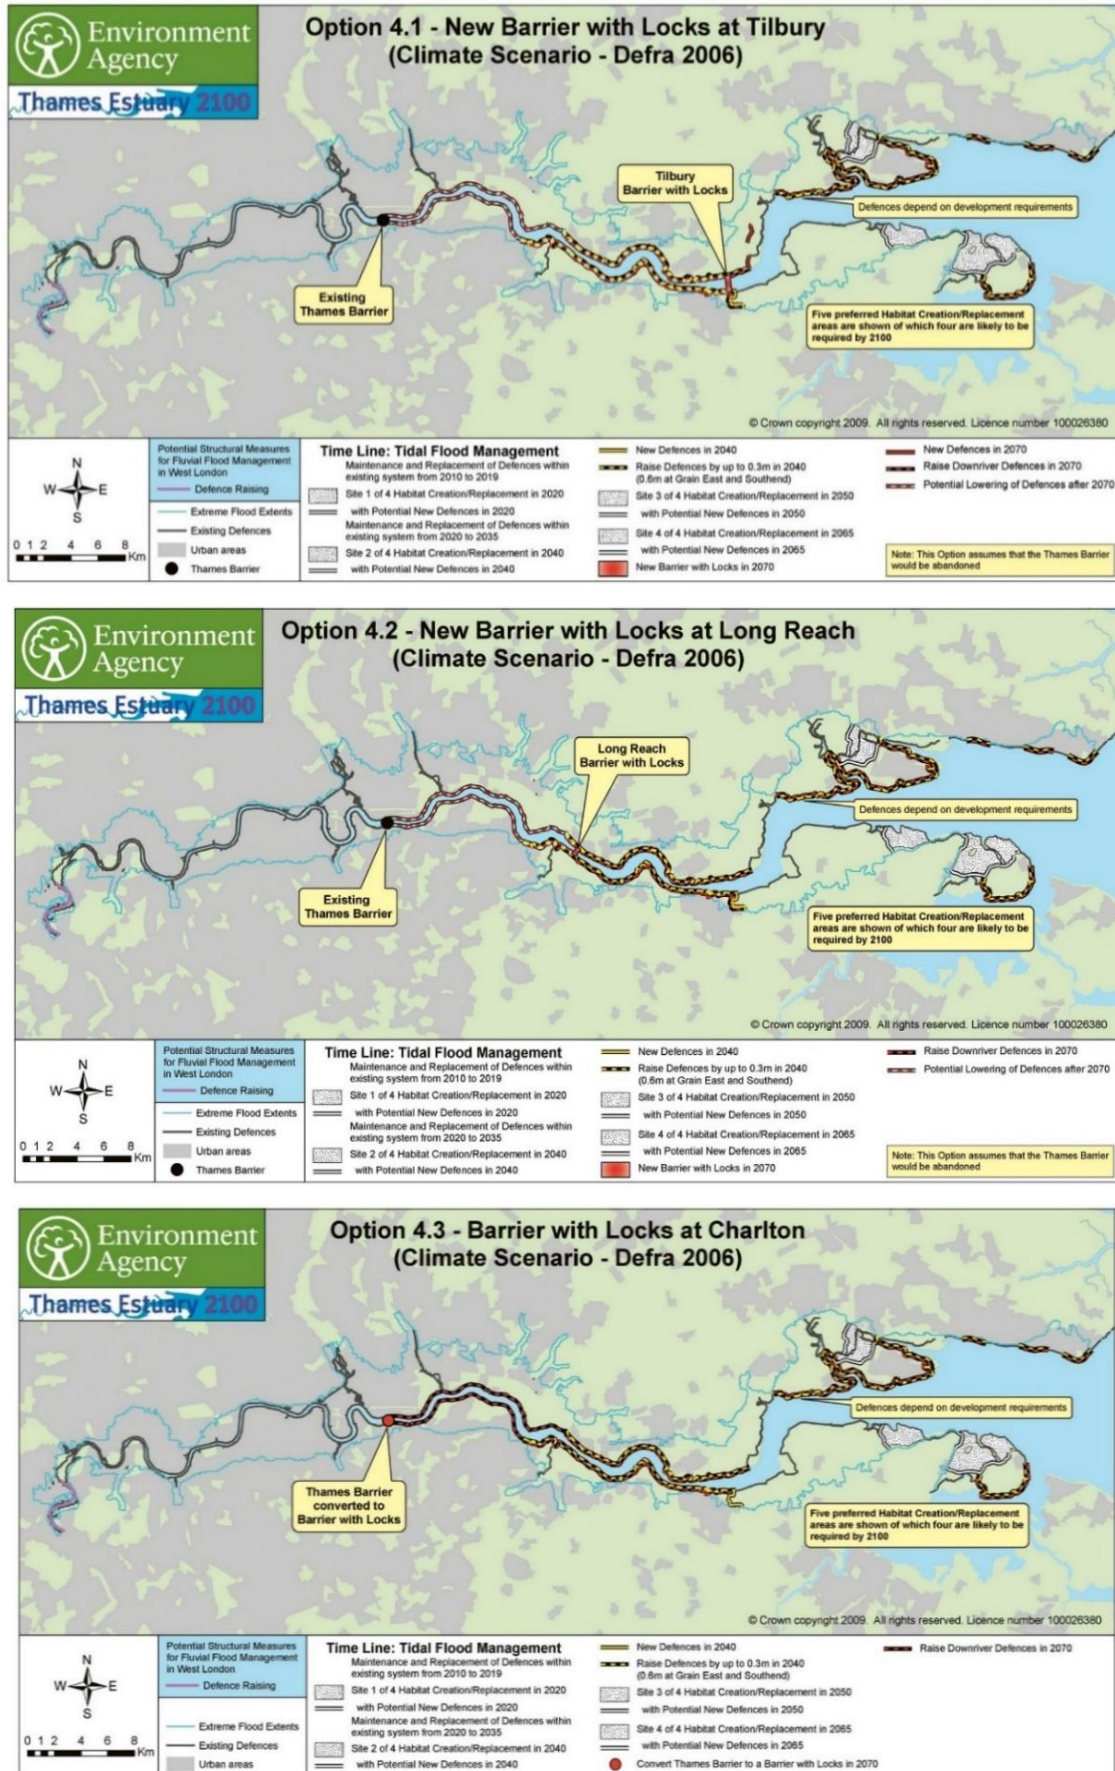 Environment
Agency
Thames Estuary 2100
Option 4.1 - New Barrier with Locks at Tilbury
(Climate Scenario - Defra 2006)
Tilbury
Barrier with Locks
Defences depend on development requirements
Existing
Thames Barrier
Five preferred Habitat Creation/Replacement
areas are shown of which four are likely to be
required by 2100
© Crown copyright 2009. All rights reserved. Licence number 100026380
N
W E
S
0 1 2 4 6 8
Km
Potential Structural Measures
for Fluvial Flood Management
in West London
Defence Raising
Extreme Flood Extents
Existing Defences
Urban areas
Thames Barrier
Time Line: Tidal Flood Management
Maintenance and Replacement of Defences within
existing system from 2010 to 2019
Site 1 of 4 Habitat Creation/Replacement in 2020
with Potential New Defences in 2020
Maintenance and Replacement of Defences within
existing system from 2020 to 2035
Site 2 of 4 Habitat Creation/Replacement in 2040
with Potential New Defences in 2040
New Defences in 2040
Raise Defences by up to 0.3m in 2040
(0.6m at Grain East and Southend)
Site 3 of 4 Habitat Creation/Replacement in 2050
with Potential New Defences in 2050
Site 4 of 4 Habitat Creation/Replacement in 2065
with Potential New Defences in 2065
New Barrier with Locks in 2070
New Defences in 2070
Raise Downriver Defences in 2070
Potential Lowering of Defences after 2070
Note: This Option assumes that the Thames Barrier
would be abandoned
Environment
Agency
Thames Estuary 2100
Option 4.2 - New Barrier with Locks at Long Reach
(Climate Scenario - Defra 2006)
Long Reach
Barrier with Locks
Defences depend on development requirements
Existing
Thames Barrier
Five preferred Habitat Creation/Replacement
areas are shown of which four are likely to be
required by 2100
© Crown copyright 2009. All rights reserved. Licence number 100026380
N
W E
S
0 1 2 4 6 8
Km
Potential Structural Measures
for Fluvial Flood Management
in West London
Defence Raising
Extreme Flood Extents
Existing Defences
Urban areas
Thames Barrier
Time Line: Tidal Flood Management
Maintenance and Replacement of Defences within
existing system from 2010 to 2019
Site 1 of 4 Habitat Creation/Replacement in 2020
with Potential New Defences in 2020
Maintenance and Replacement of Defences within
existing system from 2020 to 2035
Site 2 of 4 Habitat Creation/Replacement in 2040
with Potential New Defences in 2040
New Defences in 2040
Raise Defences by up to 0.3m in 2040
(0.6m at Grain East and Southend)
Site 3 of 4 Habitat Creation/Replacement in 2050
with Potential New Defences in 2050
Site 4 of 4 Habitat Creation/Replacement in 2065
with Potential New Defences in 2065
New Barrier with Locks in 2070
Raise Downriver Defences in 2070
Potential Lowering of Defences after 2070
Note: This Option assumes that the Thames Barrier
would be abandoned
Environment
Agency
Thames Estuary 2100
Option 4.3 - Barrier with Locks at Charlton
(Climate Scenario - Defra 2006)
Defences depend on development requirements
Thames Barrier
converted to
Barrier with Locks
Five preferred Habitat Creation/Replacement
areas are shown of which four are likely to be
required by 2100
© Crown copyright 2009. All rights reserved. Licence number 100026380
N
W E
S
0 1 2 4 6 8
Km
Potential Structural Measures
for Fluvial Flood Management
in West London
Defence Raising
Extreme Flood Extents
Existing Defences
Urban areas
Time Line: Tidal Flood Management
Maintenance and Replacement of Defences within
existing system from 2010 to 2019
Site 1 of 4 Habitat Creation/Replacement in 2020
with Potential New Defences in 2020
Maintenance and Replacement of Defences within
existing system from 2020 to 2035
Site 2 of 4 Habitat Creation/Replacement in 2040
with Potential New Defences in 2040
New Defences in 2040
Raise Defences by up to 0.3m in 2040
(0.6m at Grain East and Southend)
Site 3 of 4 Habitat Creation/Replacement in 2050
with Potential New Defences in 2050
Site 4 of 4 Habitat Creation/Replacement in 2065
with Potential New Defences in 2065
Convert Thames Barrier to a Barrier with Locks in 2070
Raise Downriver Defences in 2070